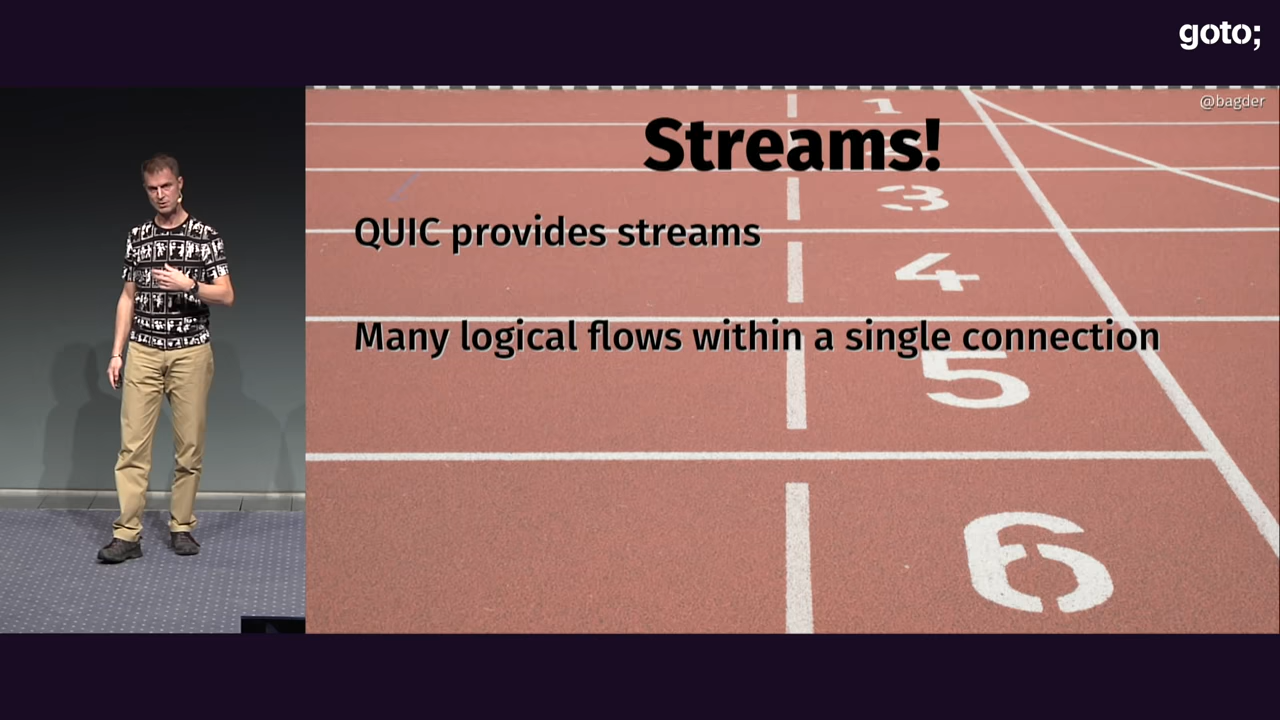 goto;
@bagder
Streams!
QUIC provides streams
Many logical flows within a single connection
1
3
4
5
6